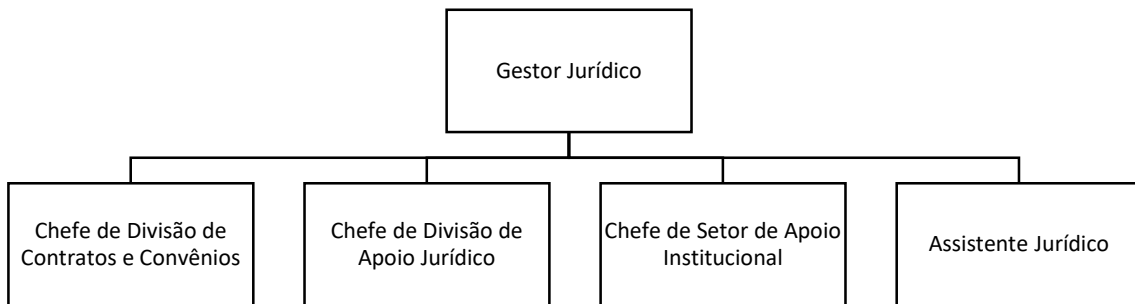 Gestor Jurídico
Chefe de Divisão de
Contratos e Convênios
Chefe de Divisão de
Apoio Jurídico
Chefe de Setor de Apoio
Institucional
Assistente Jurídico